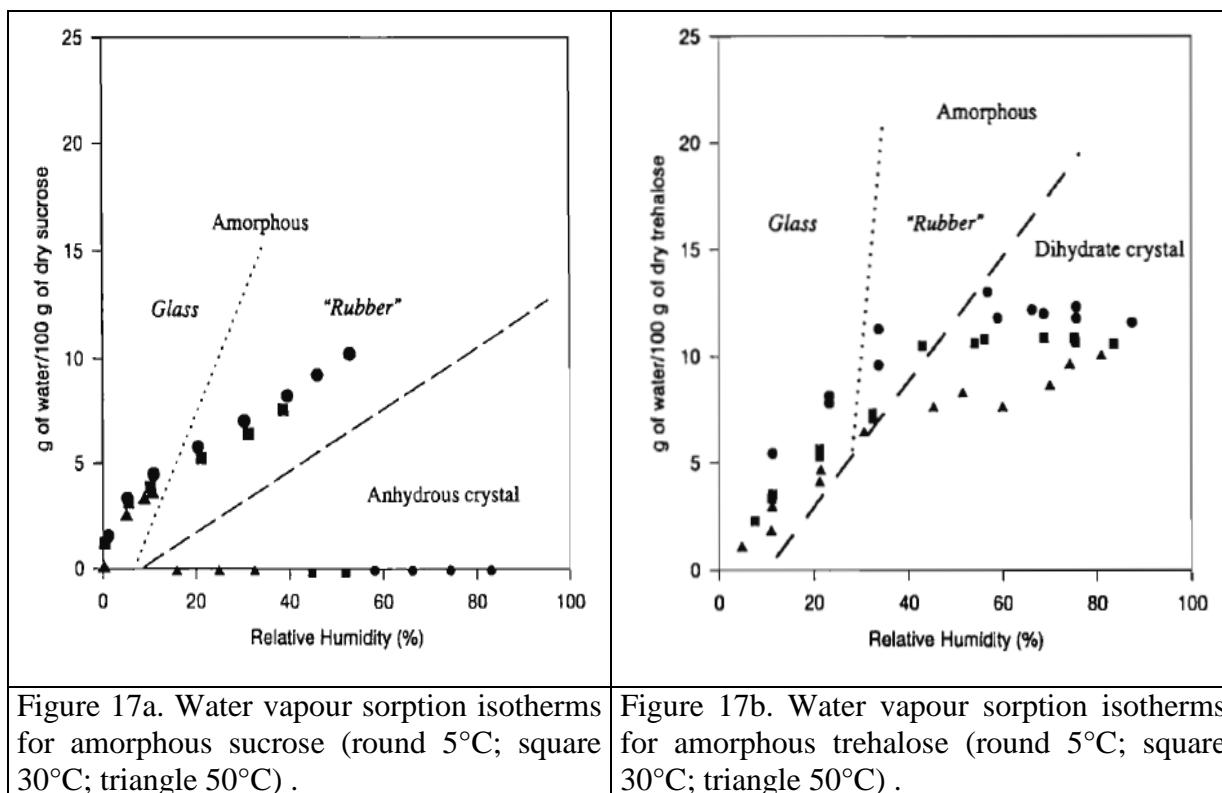 25
20
15
10
5
0
g of water/100 g of dry sucrose
Amorphous
Glass
"Rubber"
Anhydrous crystal
0 20 40 60 80 100
Relative Humidity (%)
25
20
15
10
5
0
g of water/100 g of dry trehalose
Amorphous
Glass
"Rubber"
Dihydrate crystal
0 20 40 60 80 100
Relative Humidity (%)
Figure 17a. Water vapour sorption isotherms
for amorphous sucrose (round 5°C; square
30°C; triangle 50°C) .
Figure 17b. Water vapour sorption isotherms
for amorphous trehalose (round 5°C; square
30°C; triangle 50°C) .